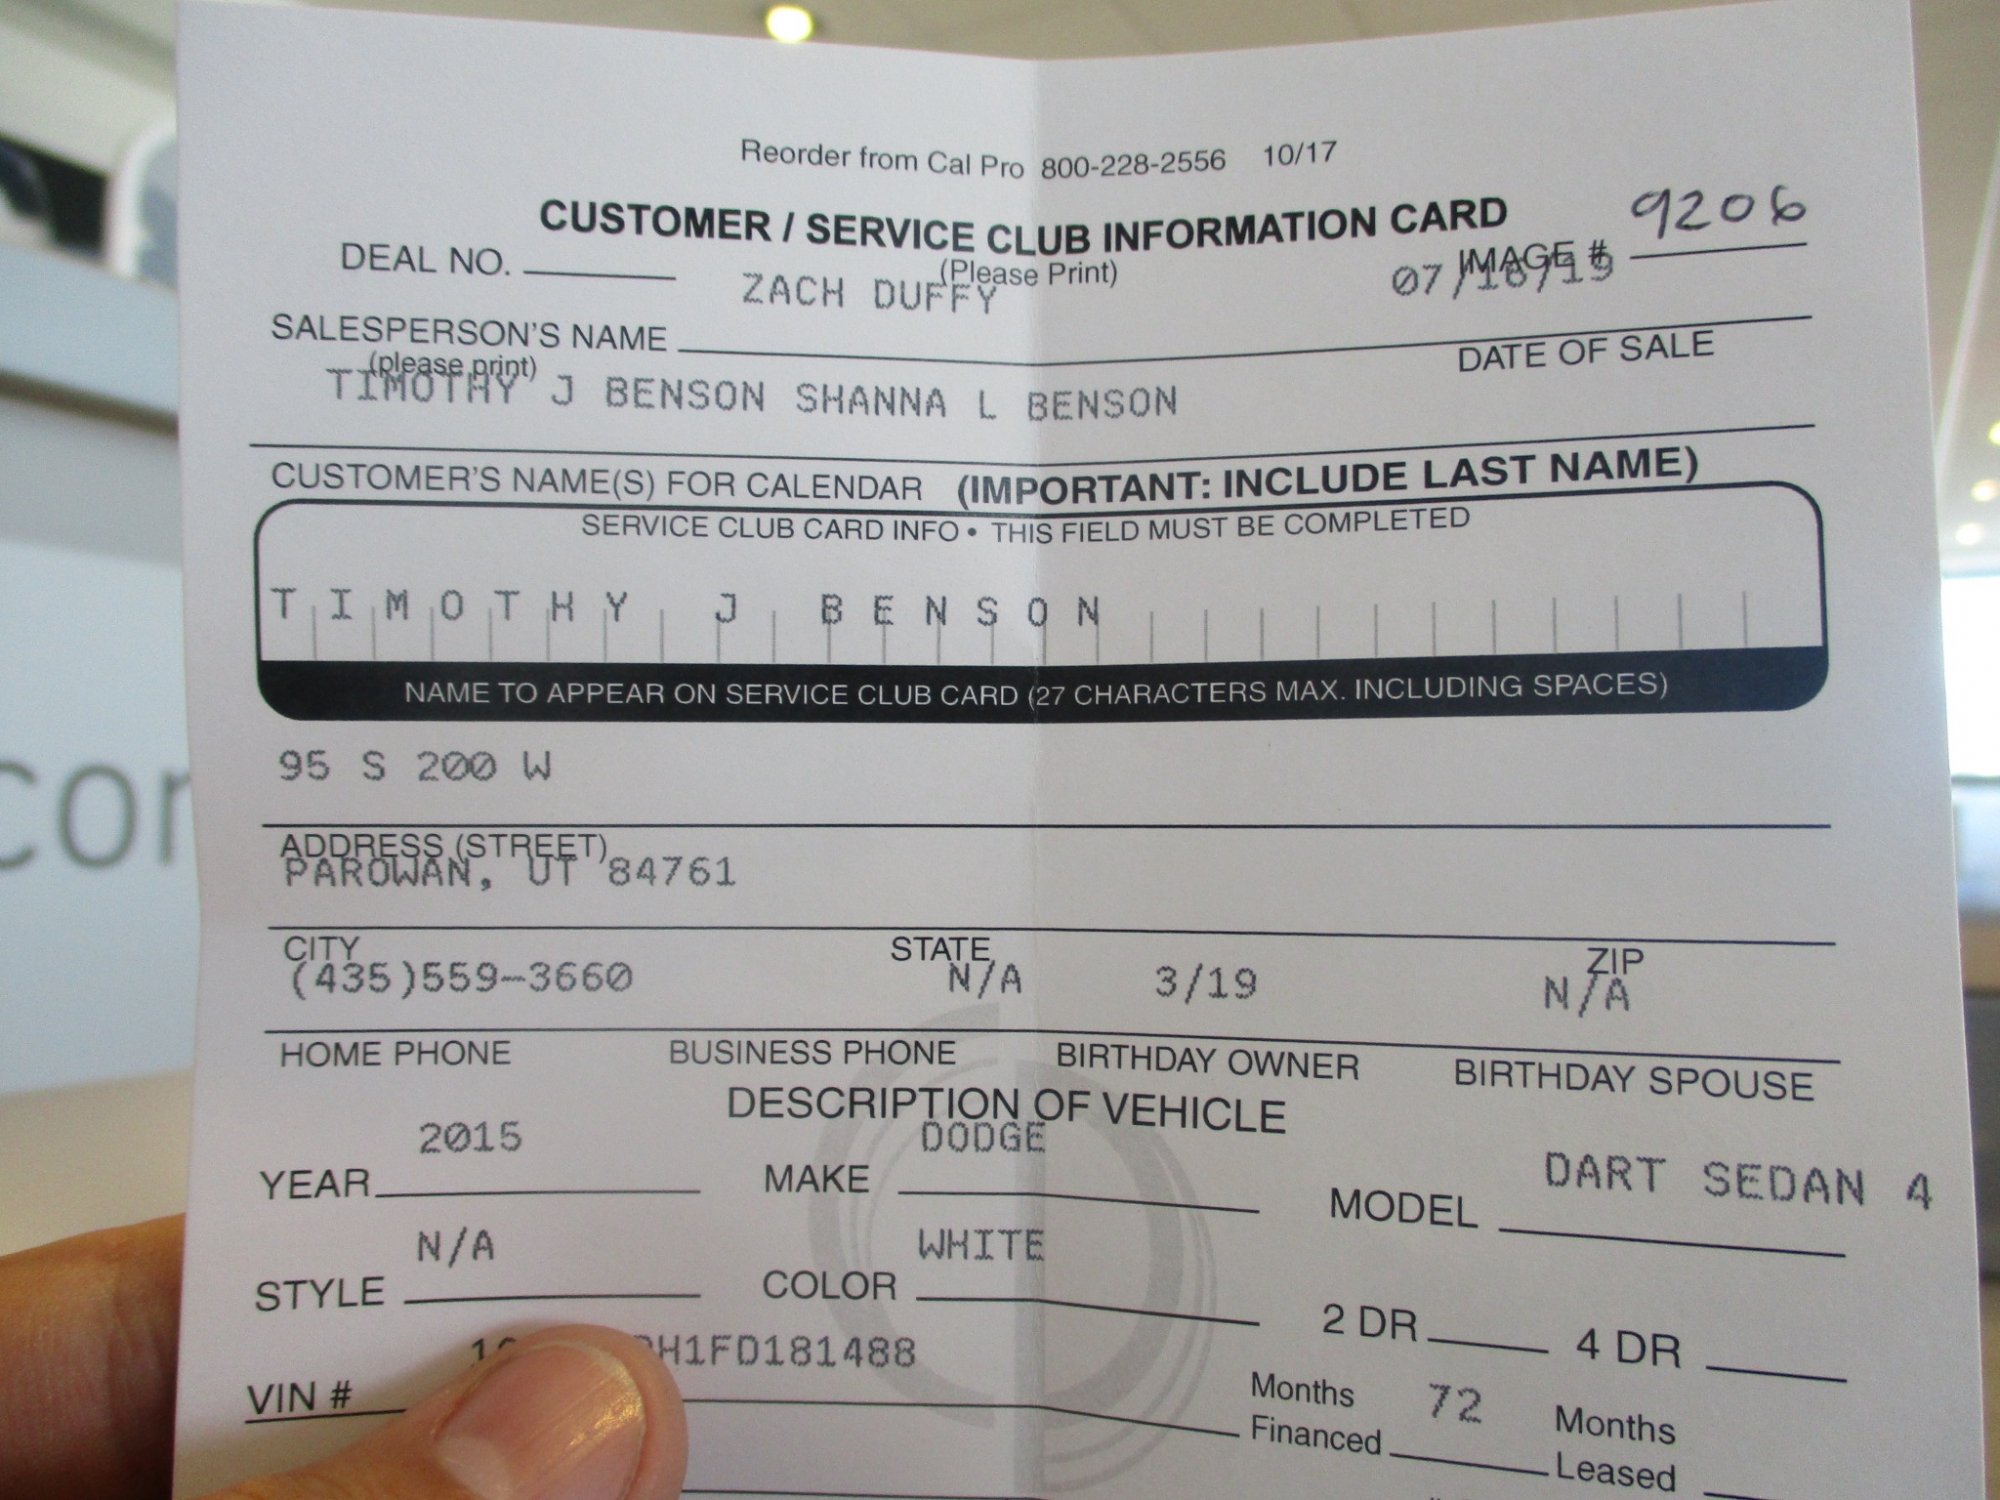 Reorder from Cal Pro 800-228-2556 10/17
CUSTOMER / SERVICE CLUB INFORMATION CARD 9206
DEAL NO. (Please Print) IMAGE #
ZACH DUFFY
SALESPERSON'S NAME DATE OF SALE
(please print)
TIMOTHY J BENSON SHANNA L BENSON
CUSTOMER'S NAME(S) FOR CALENDAR (IMPORTANT: INCLUDE LAST NAME)
SERVICE CLUB CARD INFO • THIS FIELD MUST BE COMPLETED
TIMOTHY J BENSON
NAME TO APPEAR ON SERVICE CLUB CARD (27 CHARACTERS MAX. INCLUDING SPACES)
95 S 200 W
ADDRESS (STREET)
PAROWAN, UT 84761
CITY STATE ZIP
(435)559-3660 N/A 3/19 N/A
HOME PHONE BUSINESS PHONE BIRTHDAY OWNER BIRTHDAY SPOUSE
DESCRIPTION OF VEHICLE
2015 DODGE DART SEDAN 4
YEAR MAKE MODEL
N/A WHITE
STYLE COLOR 2 DR 4 DR
H1FD181488
VIN # Months 72 Months
Financed Leased
con